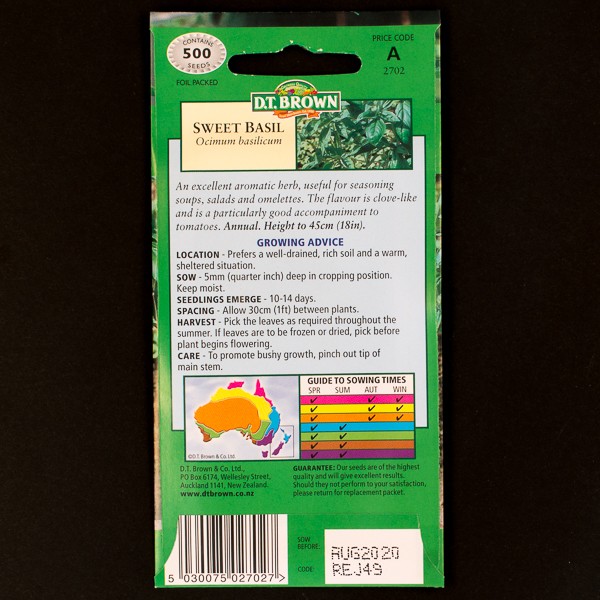 CONTAINS
500
SEEDS
FOIL PACKED
PRICE CODE
A
2702
D.T. BROWN
SWEET BASIL
Ocimum basilicum
An excellent aromatic herb, useful for seasoning
soups, salads and omelettes. The flavour is clove-like
and is a particularly good accompaniment to
tomatoes. Annual. Height to 45cm (18in).
GROWING ADVICE
LOCATION - Prefers a well-drained, rich soil and a warm,
sheltered situation.
SOW - 5mm (quarter inch) deep in cropping position.
Keep moist.
SEEDLINGS EMERGE - 10-14 days.
SPACING - Allow 30cm (1ft) between plants.
HARVEST - Pick the leaves as required throughout the
summer. If leaves are to be frozen or dried, pick before
plant begins flowering.
CARE - To promote bushy growth, pinch out tip of
main stem.
GUIDE TO SOWING TIMES
SPR SUM AUT WIN
©D.T. Brown & Co. Ltd.
D.T. Brown & Co. Ltd.,
PO Box 6174, Wellesley Street,
Auckland 1141, New Zealand.
www.dtbrown.co.nz
GUARANTEE: Our seeds are of the highest
quality and will give excellent results.
Should they not perform to your satisfaction,
please return for replacement packet.
SOW
BEFORE:
AUG2020
CODE:
REJ49
5 030075 027027 >